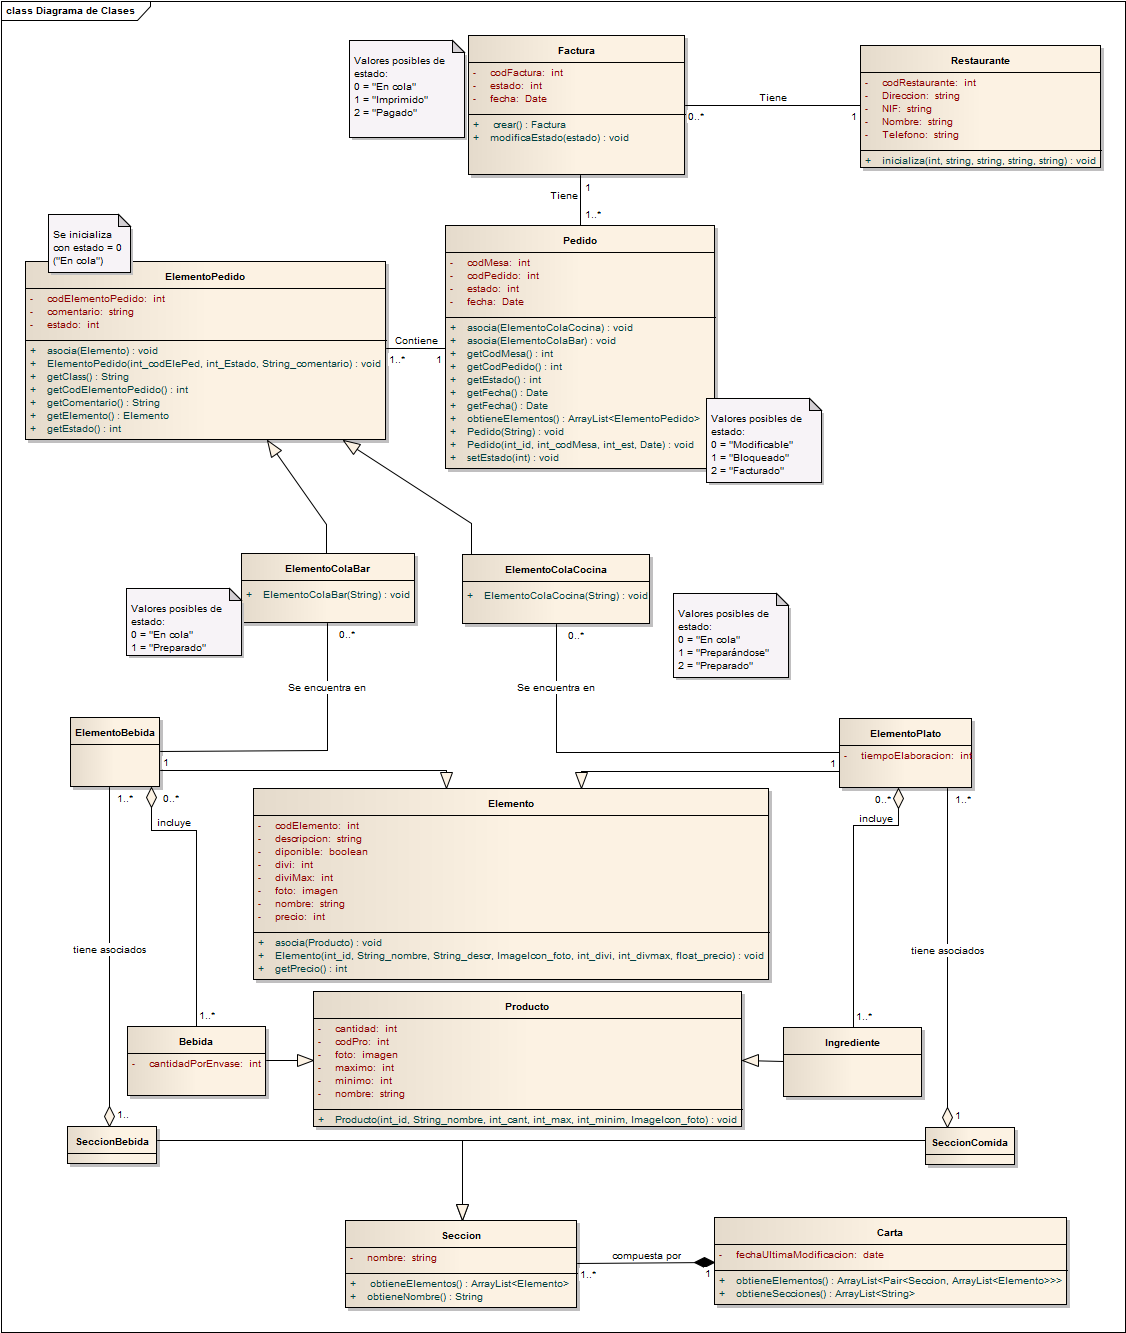 class Diagrama de Clases
Valores posibles de
estado:
0 = "En cola"
1 = "Imprimido"
2 = "Pagado"
Factura
- codFactura: int
- estado: int
- fecha: Date
+ crear() : Factura
+ modificaEstado(estado) : void
Restaurante
- codRestaurante: int
- Direccion: string
- NIF: string
- Nombre: string
- Telefono: string
+ inicializa(int, string, string, string, string) : void
Tiene
0..*
1
1
Tiene
1..*
Se inicializa
con estado = 0
("En cola")
ElementoPedido
- codElementoPedido: int
- comentario: string
- estado: int
+ asocia(Elemento) : void
+ ElementoPedido(int_codElePed, int_Estado, String_comentario) : void
+ getClass() : String
+ getCodElementoPedido() : int
+ getComentario() : String
+ getElemento() : Elemento
+ getEstado() : int
Contiene
1..*
1
Pedido
- codMesa: int
- codPedido: int
- estado: int
- fecha: Date
+ asocia(ElementoColaCocina) : void
+ asocia(ElementoColaBar) : void
+ getCodMesa() : int
+ getCodPedido() : int
+ getEstado() : int
+ getFecha() : Date
+ getFecha() : Date
+ obtieneElementos() : ArrayList<ElementoPedido>
+ Pedido(String) : void
+ Pedido(int_id, int_codMesa, int_est, Date) : void
+ setEstado(int) : void
Valores posibles de
estado:
0 = "Modificable"
1 = "Bloqueado"
2 = "Facturado"
ElementoColaBar
+ ElementoColaBar(String) : void
ElementoColaCocina
+ ElementoColaCocina(String) : void
Valores posibles de
estado:
0 = "En cola"
1 = "Preparado"
Valores posibles de
estado:
0 = "En cola"
1 = "Preparándose"
2 = "Preparado"
0..*
0..*
Se encuentra en
Se encuentra en
ElementoBebida
ElementoPlato
- tiempoElaboracion: int
1
1
1..*
0..*
0..*
1..*
incluye
incluye
Elemento
- codElemento: int
- descripcion: string
- diponible: boolean
- divi: int
- diviMax: int
- foto: imagen
- nombre: string
- precio: int
+ asocia(Producto) : void
+ Elemento(int_id, String_nombre, String_descr, ImageIcon_foto, int_divi, int_divmax, float_precio) : void
+ getPrecio() : int
tiene asociados
tiene asociados
1..*
1..*
Bebida
- cantidadPorEnvase: int
Producto
- cantidad: int
- codPro: int
- foto: imagen
- maximo: int
- minimo: int
- nombre: string
+ Producto(int_id, String_nombre, int_cant, int_max, int_minim, ImageIcon_foto) : void
Ingrediente
1..
1
SeccionBebida
SeccionComida
Seccion
- nombre: string
+ obtieneElementos() : ArrayList<Elemento>
+ obtieneNombre() : String
compuesta por
1..*
1
Carta
- fechaUltimaModificacion: date
+ obtieneElementos() : ArrayList<Pair<Seccion, ArrayList<Elemento>>>
+ obtieneSecciones() : ArrayList<String>